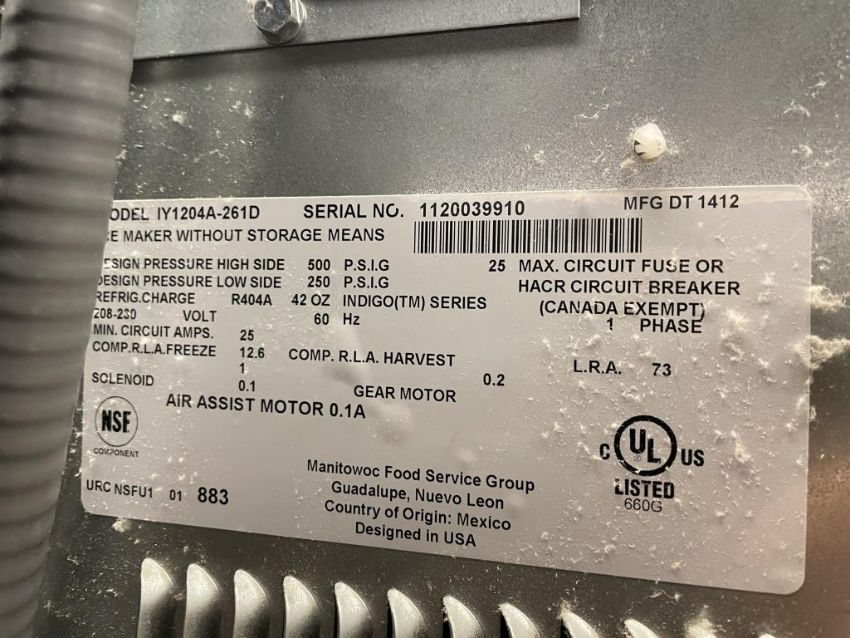 ODEL IY1204A-261D SERIAL NO. 1120039910 MFG DT 1412
CE MAKER WITHOUT STORAGE MEANS
ESIGN PRESSURE HIGH SIDE 500 P.S.I.G 25 MAX. CIRCUIT FUSE OR
DESIGN PRESSURE LOW SIDE 250 P.S.I.G HACR CIRCUIT BREAKER
REFRIG.CHARGE R404A 42 OZ INDIGO(TM) SERIES (CANADA EXEMPT)
208-230 VOLT 60 Hz 1 PHASE
MIN. CIRCUIT AMPS. 25
COMP.R.L.A.FREEZE 12.6 COMP. R.L.A. HARVEST L.R.A. 73
1
SOLENOID 0.1 GEAR MOTOR 0.2
AIR ASSIST MOTOR 0.1A
NSF
COMPONENT
C UL US
LISTED
660G
Manitowoc Food Service Group
Guadalupe, Nuevo Leon
Country of Origin: Mexico
Designed in USA
URC NSFU1 01 883